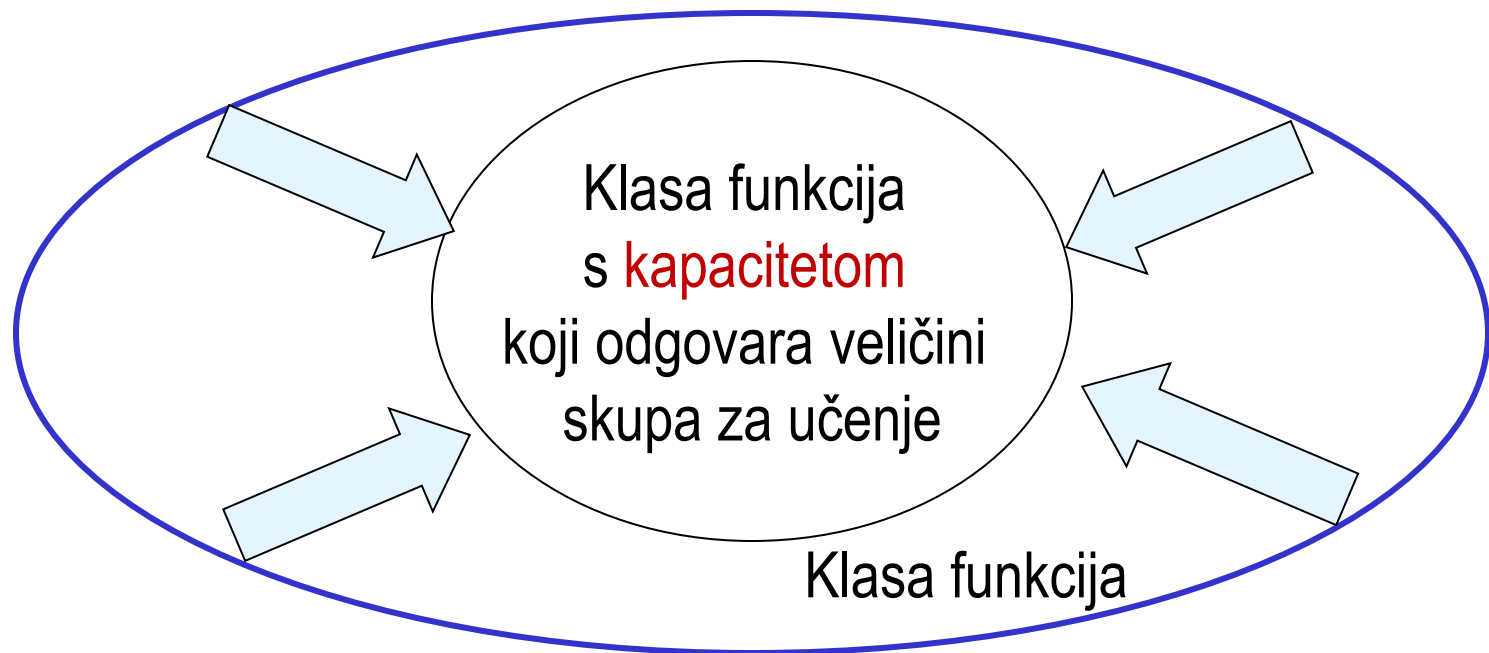 Klasa funkcija
s kapacitetom
koji odgovara veličini
skupa za učenje
Klasa funkcija